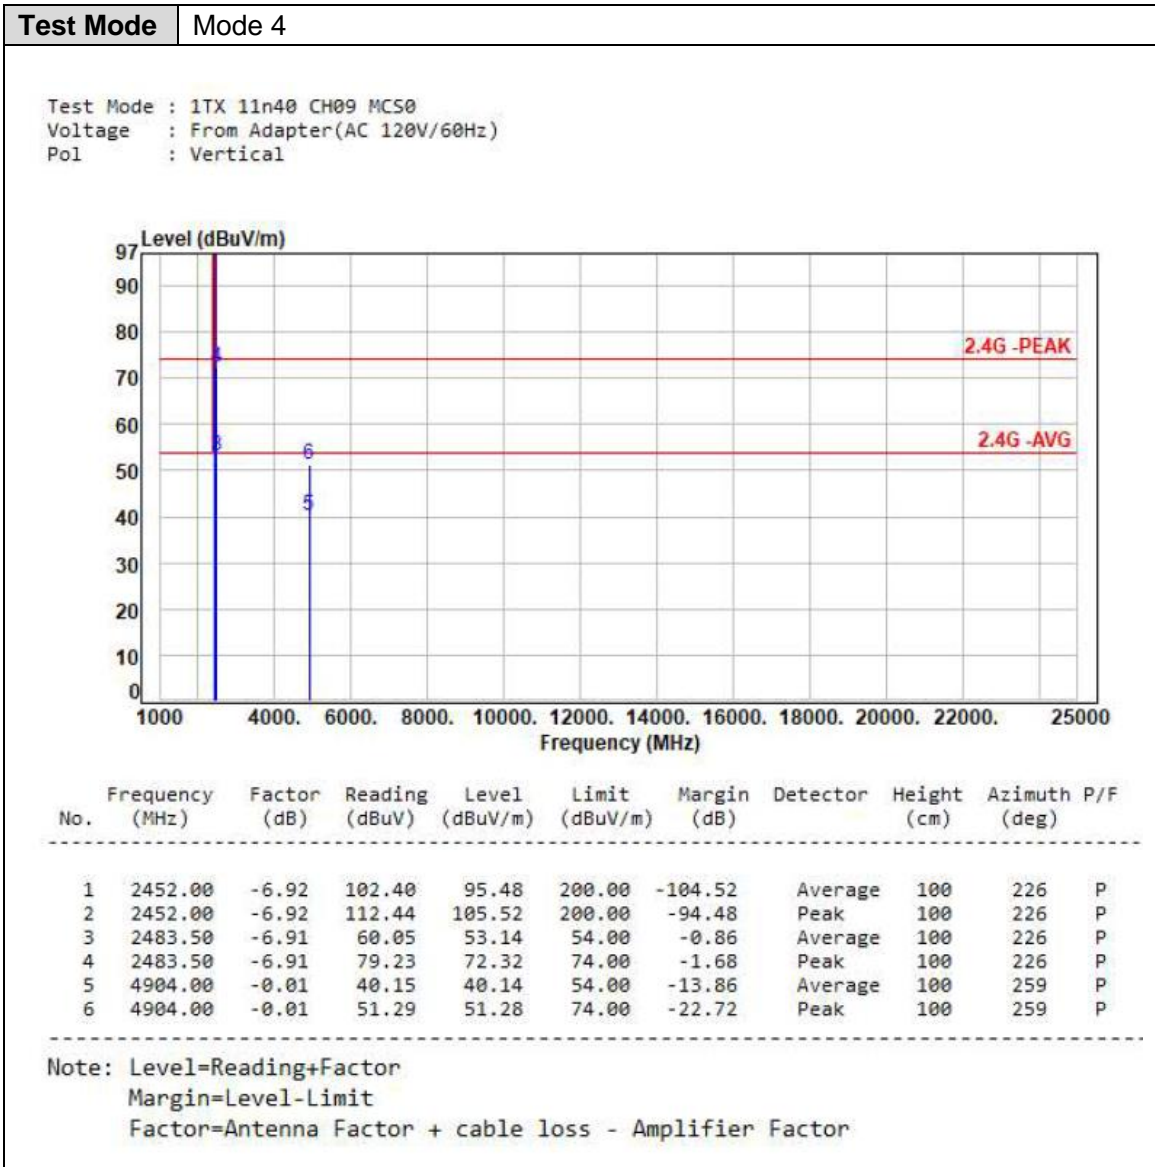 Test Mode Mode 4
Test Mode : 1TX 11n40 CH09 MCS0
Voltage : From Adapter(AC 120V/60Hz)
Pol : Vertical
Level (dBuV/m)
97
90
80
2.4G -PEAK
4
70
60
2.4G -AVG
3
6
50
5
40
30
20
10
0
1000 4000. 6000. 8000. 10000. 12000. 14000. 16000. 18000. 20000. 22000. 25000
Frequency (MHz)
Frequency Factor Reading Level Limit Margin Detector Height Azimuth P/F
No. (MHz) (dB) (dBuV) (dBuV/m) (dBuV/m) (dB) (cm) (deg)
1 2452.00 -6.92 102.40 95.48 200.00 -104.52 Average 100 226 P
2 2452.00 -6.92 112.44 105.52 200.00 -94.48 Peak 100 226 P
3 2483.50 -6.91 60.05 53.14 54.00 -0.86 Average 100 226 P
4 2483.50 -6.91 79.23 72.32 74.00 -1.68 Peak 100 226 P
5 4904.00 -0.01 40.15 40.14 54.00 -13.86 Average 100 259 P
6 4904.00 -0.01 51.29 51.28 74.00 -22.72 Peak 100 259 P
Note: Level=Reading+Factor
Margin=Level-Limit
Factor=Antenna Factor + cable loss - Amplifier Factor